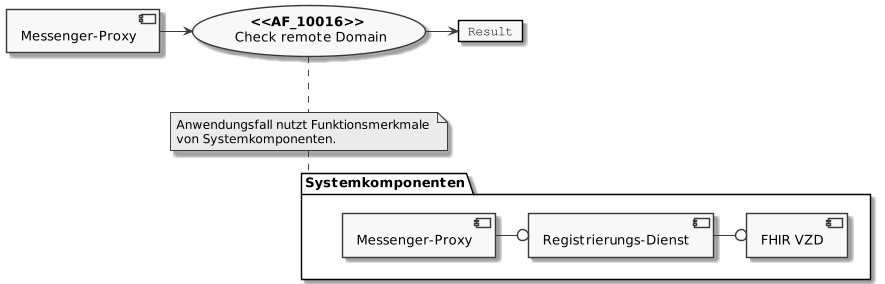 Messenger-Proxy
<<AF_10016>>
Check remote Domain
Result
Anwendungsfall nutzt Funktionsmerkmale
von Systemkomponenten.
Systemkomponenten
Messenger-Proxy
Registrierungs-Dienst
FHIR VZD